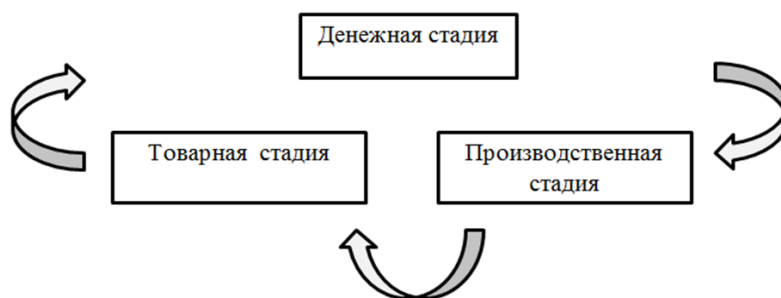 Денежная стадия
Товарная стадия
Производственная
стадия